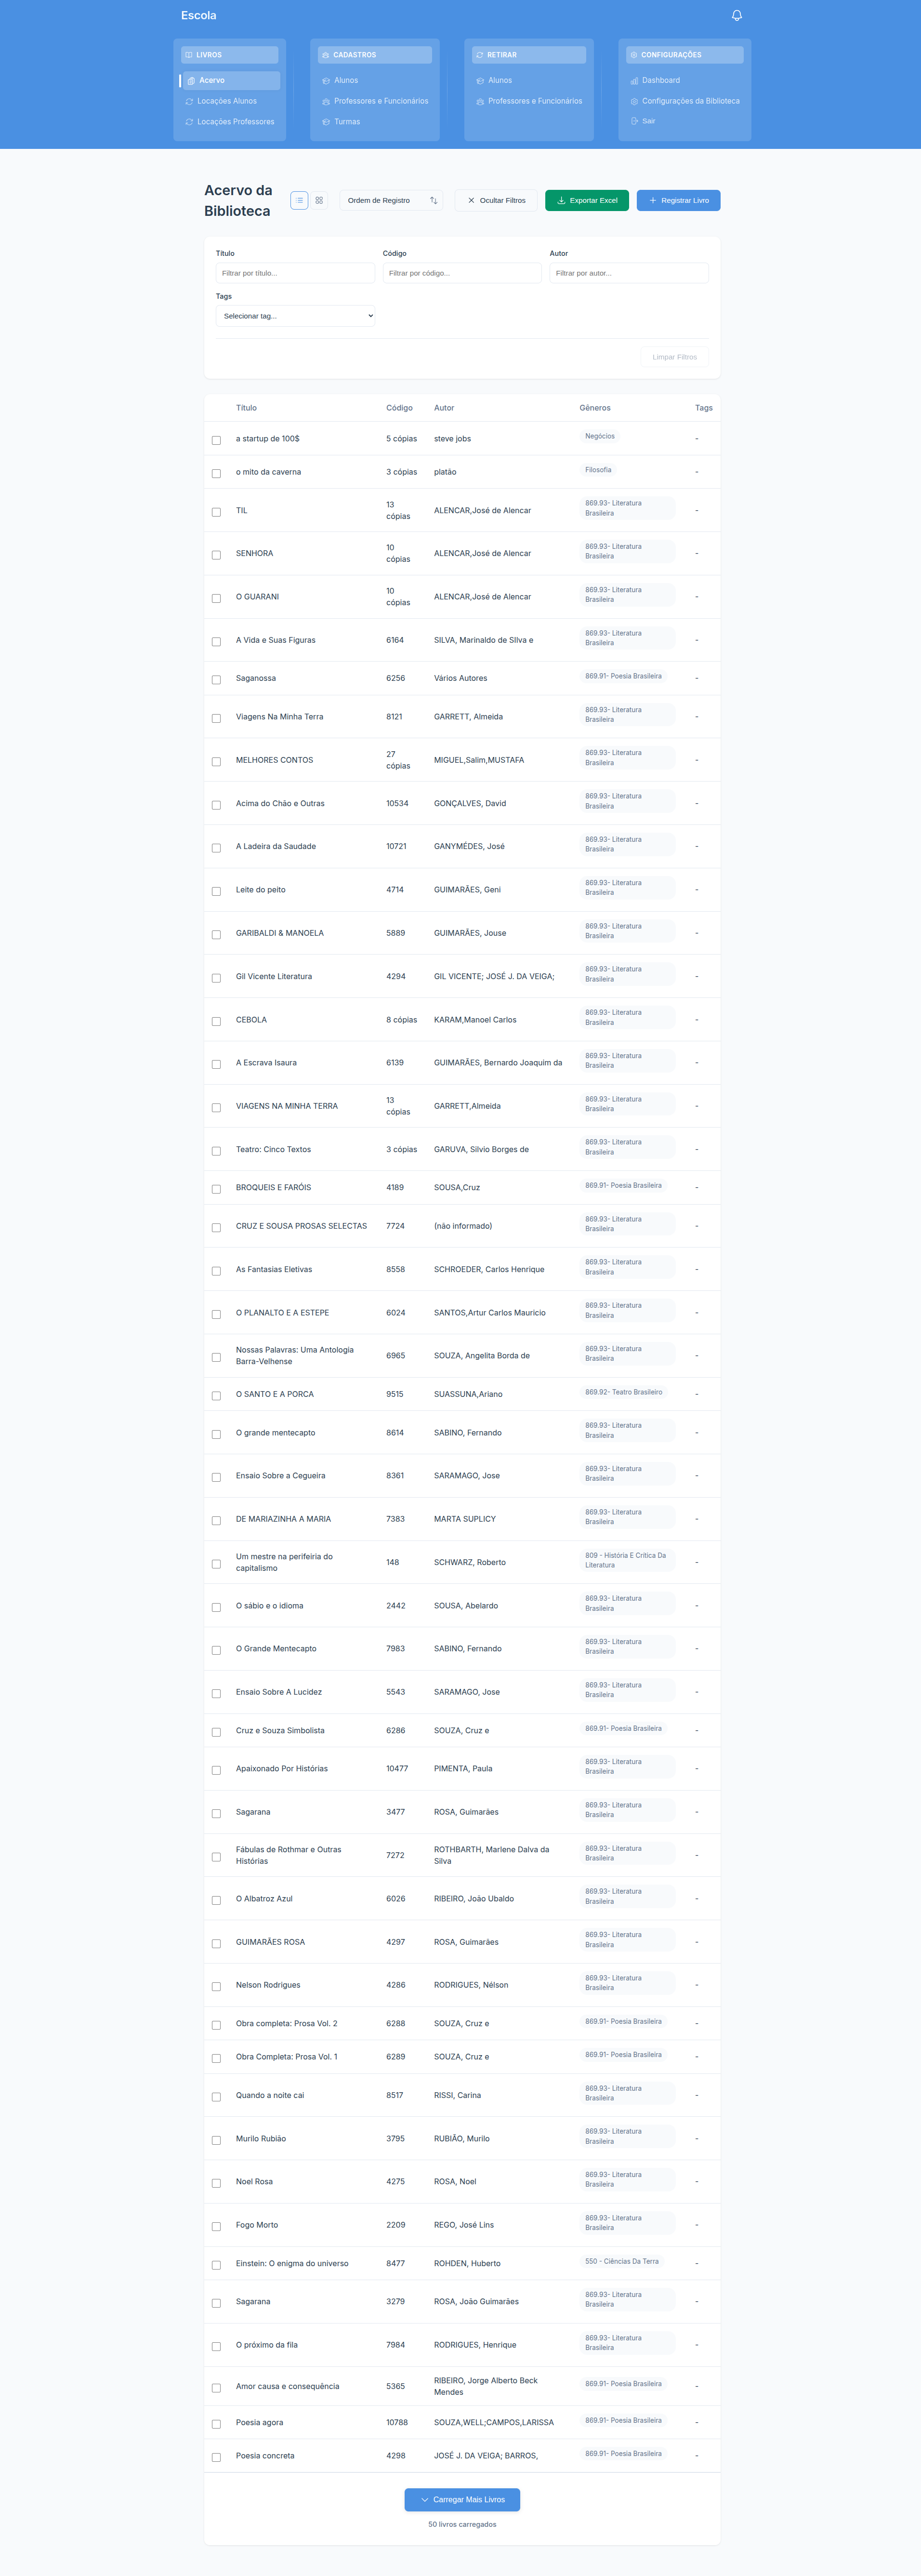 Escola
LIVROS
Acervo
Locações Alunos
Locações Professores
CADASTROS
Alunos
Professores e Funcionários
Turmas
RETIRAR
Alunos
Professores e Funcionários
CONFIGURAÇÕES
Dashboard
Configurações da Biblioteca
Sair
Acervo da
Biblioteca
Ordem de Registro
Ocultar Filtros
Exportar Excel
Registrar Livro
Título
Código
Autor
Filtrar por título...
Filtrar por código...
Filtrar por autor...
Tags
Selecionar tag...
Limpar Filtros
Título Código Autor Gêneros Tags
a startup de 100$ 5 cópias steve jobs Negócios -
o mito da caverna 3 cópias platão Filosofia -
TIL 13 cópias ALENCAR,José de Alencar 869.93- Literatura Brasileira -
SENHORA 10 cópias ALENCAR,José de Alencar 869.93- Literatura Brasileira -
O GUARANI 10 cópias ALENCAR,José de Alencar 869.93- Literatura Brasileira -
A Vida e Suas Figuras 6164 SILVA, Marinaldo de SIlva e 869.93- Literatura Brasileira -
Saganossa 6256 Vários Autores 869.91- Poesia Brasileira -
Viagens Na Minha Terra 8121 GARRETT, Almeida 869.93- Literatura Brasileira -
MELHORES CONTOS 27 cópias MIGUEL,Salim,MUSTAFA 869.93- Literatura Brasileira -
Acima do Chão e Outras 10534 GONÇALVES, David 869.93- Literatura Brasileira -
A Ladeira da Saudade 10721 GANYMÉDES, José 869.93- Literatura Brasileira -
Leite do peito 4714 GUIMARÃES, Geni 869.93- Literatura Brasileira -
GARIBALDI & MANOELA 5889 GUIMARÃES, Jouse 869.93- Literatura Brasileira -
Gil Vicente Literatura 4294 GIL VICENTE; JOSÉ J. DA VEIGA; 869.93- Literatura Brasileira -
CEBOLA 8 cópias KARAM,Manoel Carlos 869.93- Literatura Brasileira -
A Escrava Isaura 6139 GUIMARÃES, Bernardo Joaquim da 869.93- Literatura Brasileira -
VIAGENS NA MINHA TERRA 13 cópias GARRETT,Almeida 869.93- Literatura Brasileira -
Teatro: Cinco Textos 3 cópias GARUVA, Silvio Borges de 869.93- Literatura Brasileira -
BROQUEIS E FARÓIS 4189 SOUSA,Cruz 869.91- Poesia Brasileira -
CRUZ E SOUSA PROSAS SELECTAS 7724 (não informado) 869.93- Literatura Brasileira -
As Fantasias Eletivas 8558 SCHROEDER, Carlos Henrique 869.93- Literatura Brasileira -
O PLANALTO E A ESTEPE 6024 SANTOS,Artur Carlos Mauricio 869.93- Literatura Brasileira -
Nossas Palavras: Uma Antologia Barra-Velhense 6965 SOUZA, Angelita Borda de 869.93- Literatura Brasileira -
O SANTO E A PORCA 9515 SUASSUNA,Ariano 869.92- Teatro Brasileiro -
O grande mentecapto 8614 SABINO, Fernando 869.93- Literatura Brasileira -
Ensaio Sobre a Cegueira 8361 SARAMAGO, Jose 869.93- Literatura Brasileira -
DE MARIAZINHA A MARIA 7383 MARTA SUPLICY 869.93- Literatura Brasileira -
Um mestre na perifeiria do capitalismo 148 SCHWARZ, Roberto 809 - História E Crítica Da Literatura -
O sábio e o idioma 2442 SOUSA, Abelardo 869.93- Literatura Brasileira -
O Grande Mentecapto 7983 SABINO, Fernando 869.93- Literatura Brasileira -
Ensaio Sobre A Lucidez 5543 SARAMAGO, Jose 869.93- Literatura Brasileira -
Cruz e Souza Simbolista 6286 SOUZA, Cruz e 869.91- Poesia Brasileira -
Apaixonado Por Histórias 10477 PIMENTA, Paula 869.93- Literatura Brasileira -
Sagarana 3477 ROSA, Guimarães 869.93- Literatura Brasileira -
Fábulas de Rothmar e Outras Histórias 7272 ROTHBARTH, Marlene Dalva da Silva 869.93- Literatura Brasileira -
O Albatroz Azul 6026 RIBEIRO, João Ubaldo 869.93- Literatura Brasileira -
GUIMARÃES ROSA 4297 ROSA, Guimarães 869.93- Literatura Brasileira -
Nelson Rodrigues 4286 RODRIGUES, Nélson 869.93- Literatura Brasileira -
Obra completa: Prosa Vol. 2 6288 SOUZA, Cruz e 869.91- Poesia Brasileira -
Obra Completa: Prosa Vol. 1 6289 SOUZA, Cruz e 869.91- Poesia Brasileira -
Quando a noite cai 8517 RISSI, Carina 869.93- Literatura Brasileira -
Murilo Rubião 3795 RUBIÃO, Murilo 869.93- Literatura Brasileira -
Noel Rosa 4275 ROSA, Noel 869.93- Literatura Brasileira -
Fogo Morto 2209 REGO, José Lins 869.93- Literatura Brasileira -
Einstein: O enigma do universo 8477 ROHDEN, Huberto 550 - Ciências Da Terra -
Sagarana 3279 ROSA, João Guimarães 869.93- Literatura Brasileira -
O próximo da fila 7984 RODRIGUES, Henrique 869.93- Literatura Brasileira -
Amor causa e consequência 5365 RIBEIRO, Jorge Alberto Beck Mendes 869.91- Poesia Brasileira -
Poesia agora 10788 SOUZA,WELL;CAMPOS,LARISSA 869.91- Poesia Brasileira -
Poesia concreta 4298 JOSÉ J. DA VEIGA; BARROS, 869.91- Poesia Brasileira -
Carregar Mais Livros
50 livros carregados